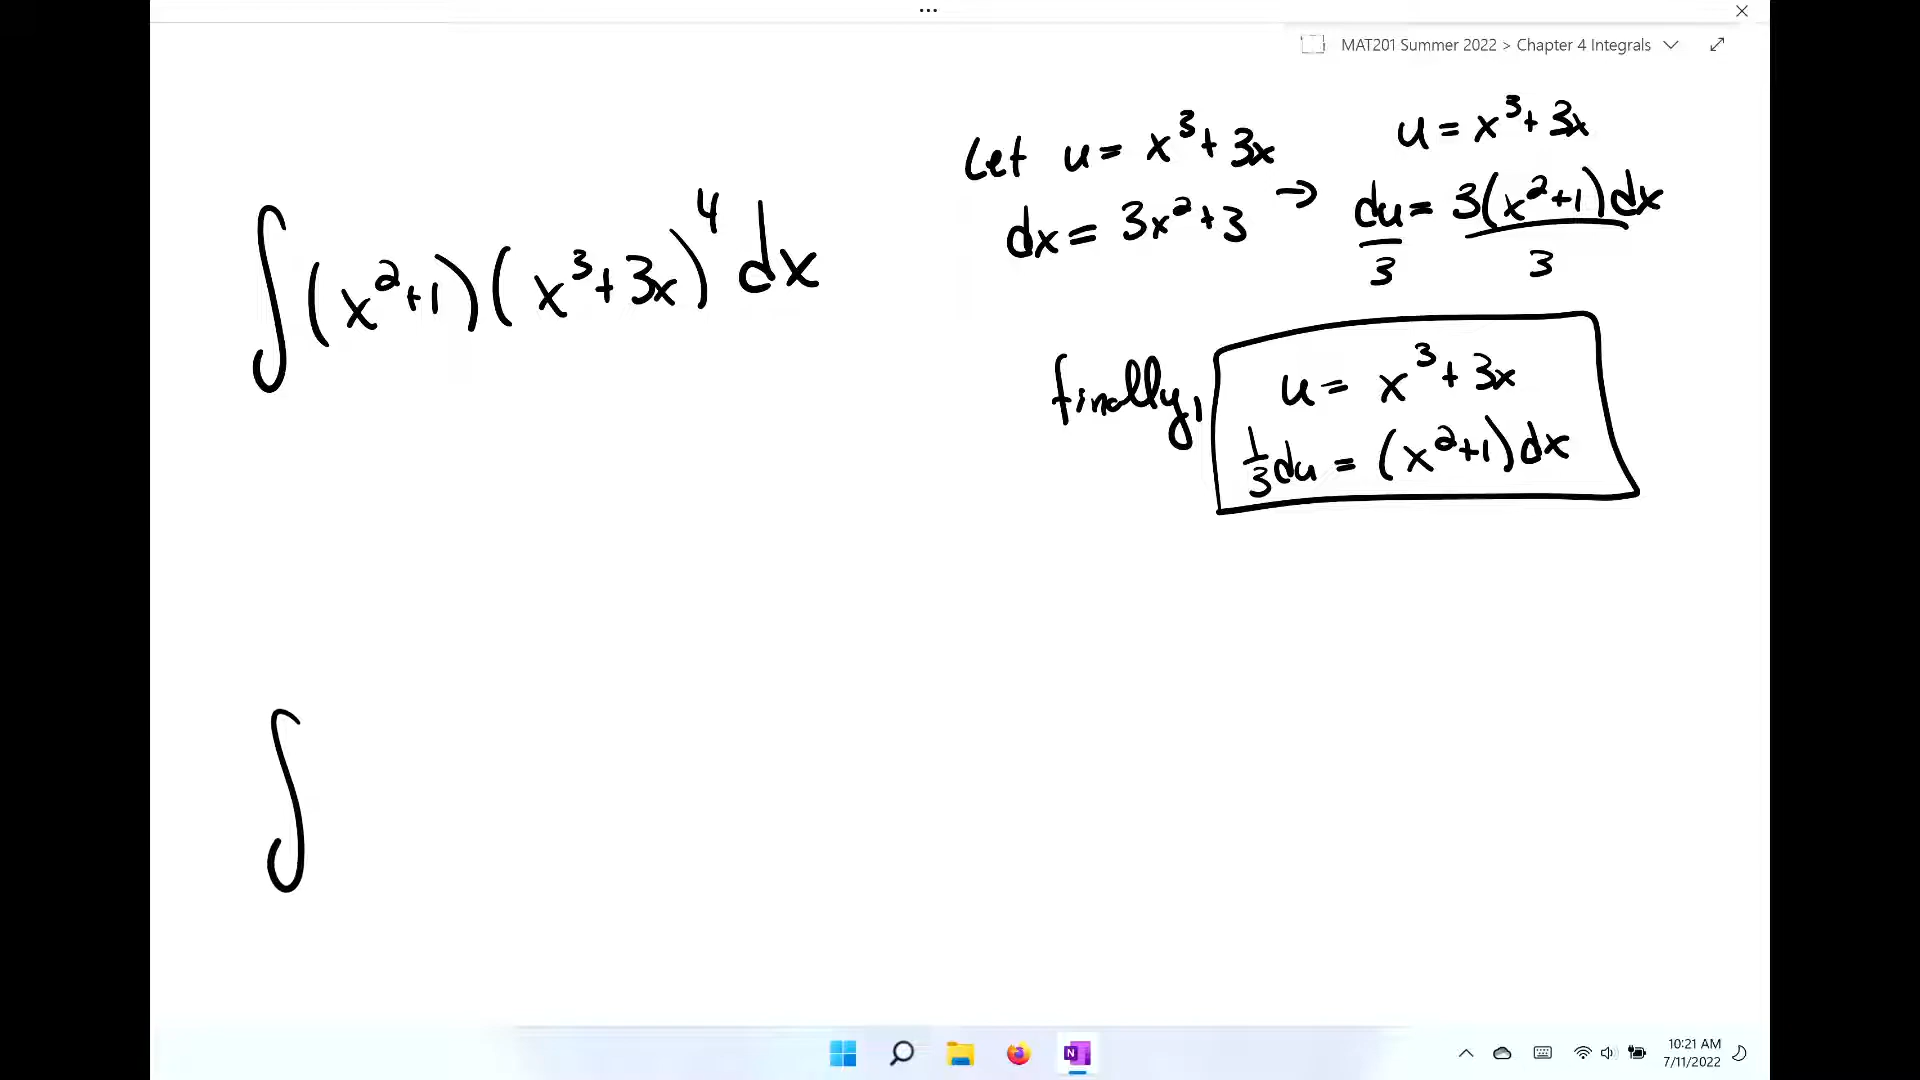 ...
MAT201 Summer 2022 > Chapter 4 Integrals
∫(x²+1)(x³+3x)⁴ dx
Let u = x³+3x
dx = 3x²+3 →
u = x³+3x
du/3 = 3(x²+1)dx/3
finally,
u = x³+3x
1/3 du = (x²+1)dx
∫
10:21 AM
7/11/2022